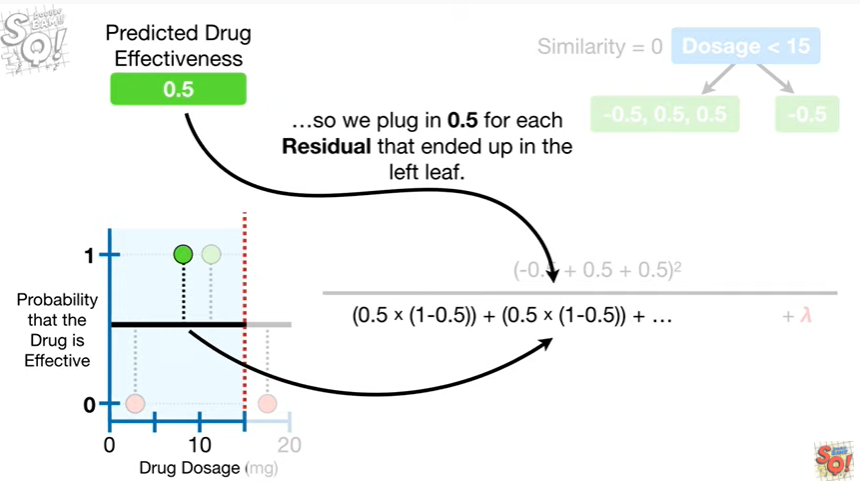 SQ!
Predicted Drug
Effectiveness
0.5
Similarity = 0
Dosage < 15
-0.5, 0.5, 0.5
-0.5
…so we plug in 0.5 for each
Residual that ended up in the
left leaf.
(-0.5 + 0.5 + 0.5)²
(0.5 × (1-0.5)) + (0.5 × (1-0.5)) + …
+ λ
Probability
that the
Drug is
Effective
1
0
0
10
20
Drug Dosage (mg)
SQ!